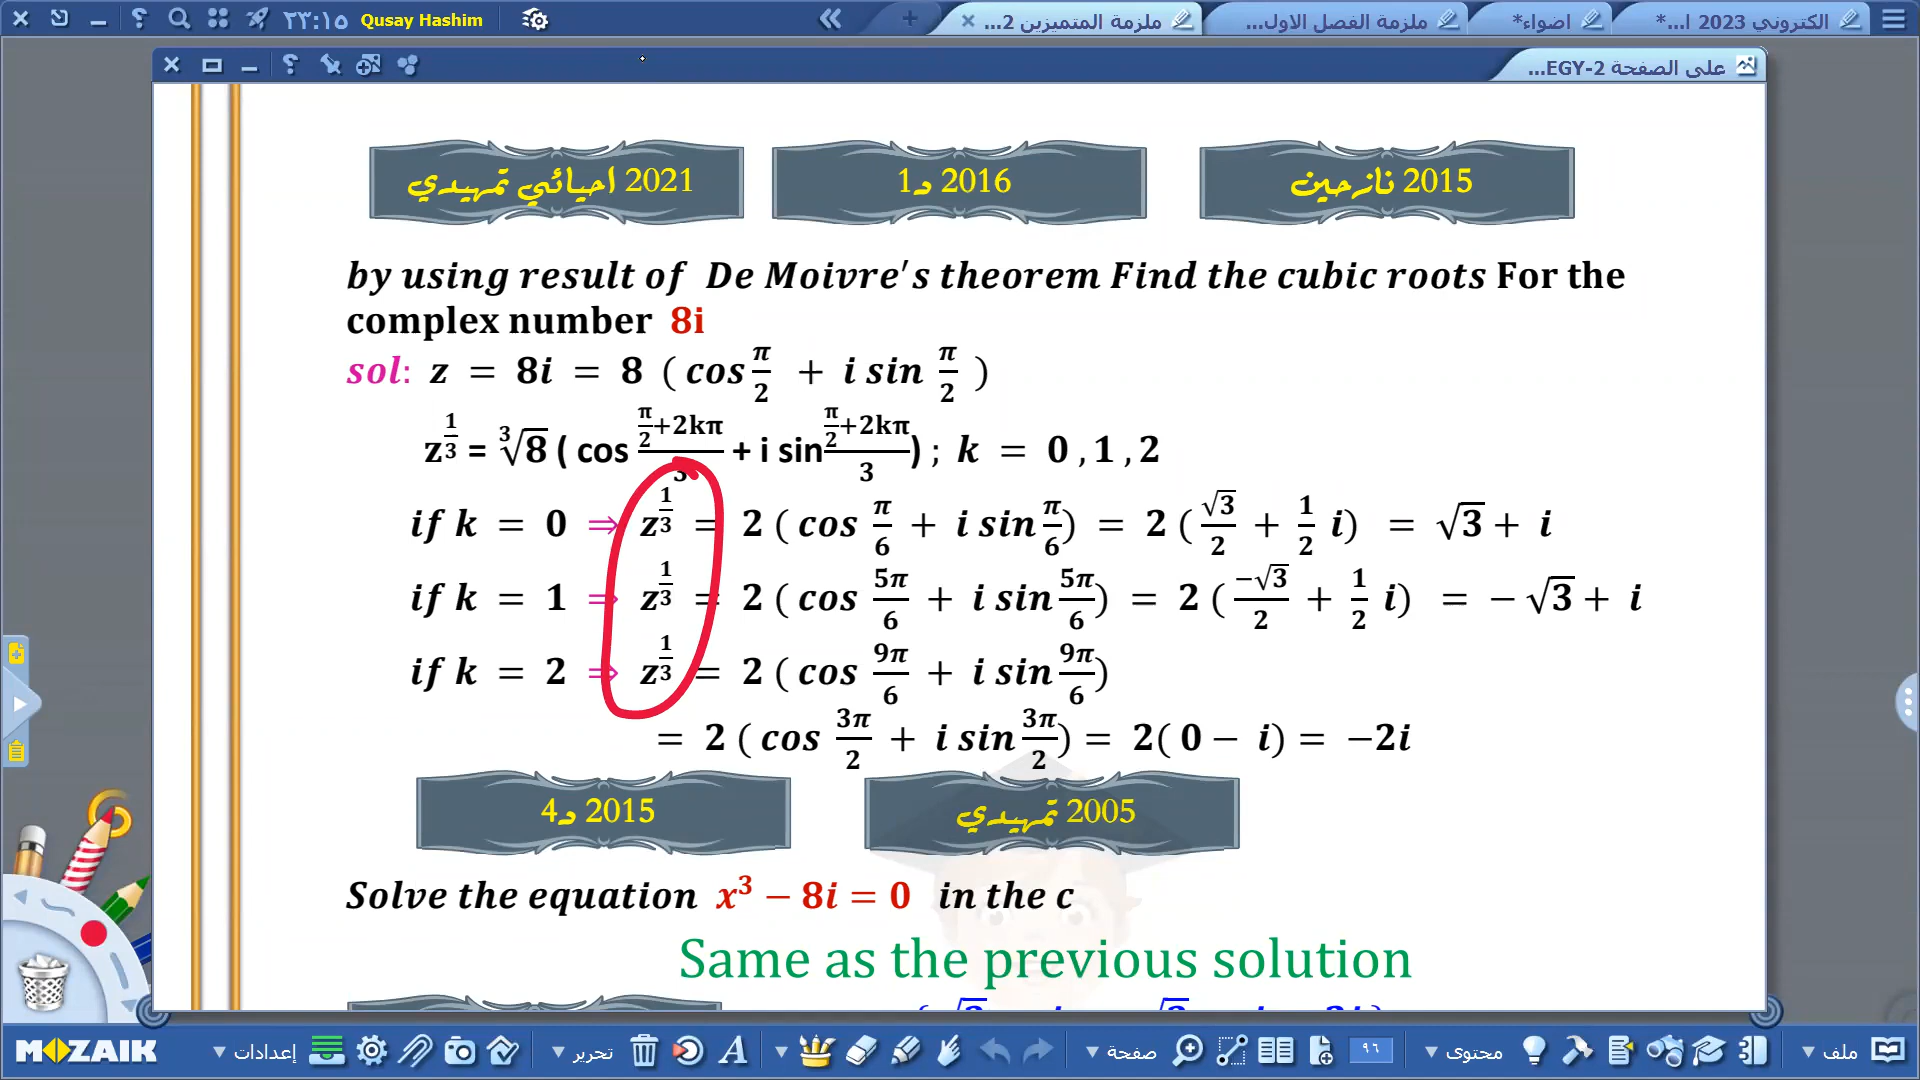 Qusay Hashim
٢٣:١٥
ملزمة المتميزين 2...
ملزمة الفصل الاول...
اضواء*
الكتروني 2023 ا...*
على الصفحة EGY-2...
2021 احيائي تمهيدي
2016 د1
2015 نازحين
by using result of De Moivre's theorem Find the cubic roots For the
complex number 8i
sol: z = 8i = 8 ( cos π/2 + i sin π/2 )
z^(1/3) = ∛8 ( cos (π/2+2kπ)/3 + i sin (π/2+2kπ)/3 ) ; k = 0 , 1 , 2
if k = 0 ⇒ z^(1/3) = 2 ( cos π/6 + i sin π/6 ) = 2 ( √3/2 + 1/2 i ) = √3 + i
if k = 1 ⇒ z^(1/3) = 2 ( cos 5π/6 + i sin 5π/6 ) = 2 ( −√3/2 + 1/2 i ) = −√3 + i
if k = 2 ⇒ z^(1/3) = 2 ( cos 9π/6 + i sin 9π/6 )
= 2 ( cos 3π/2 + i sin 3π/2 ) = 2( 0 − i ) = −2i
2015 د4
2005 تمهيدي
Solve the equation x³ − 8i = 0 in the c
Same as the previous solution
MOZAIK
إعدادات
تحرير
صفحة
٩٦
محتوى
ملف